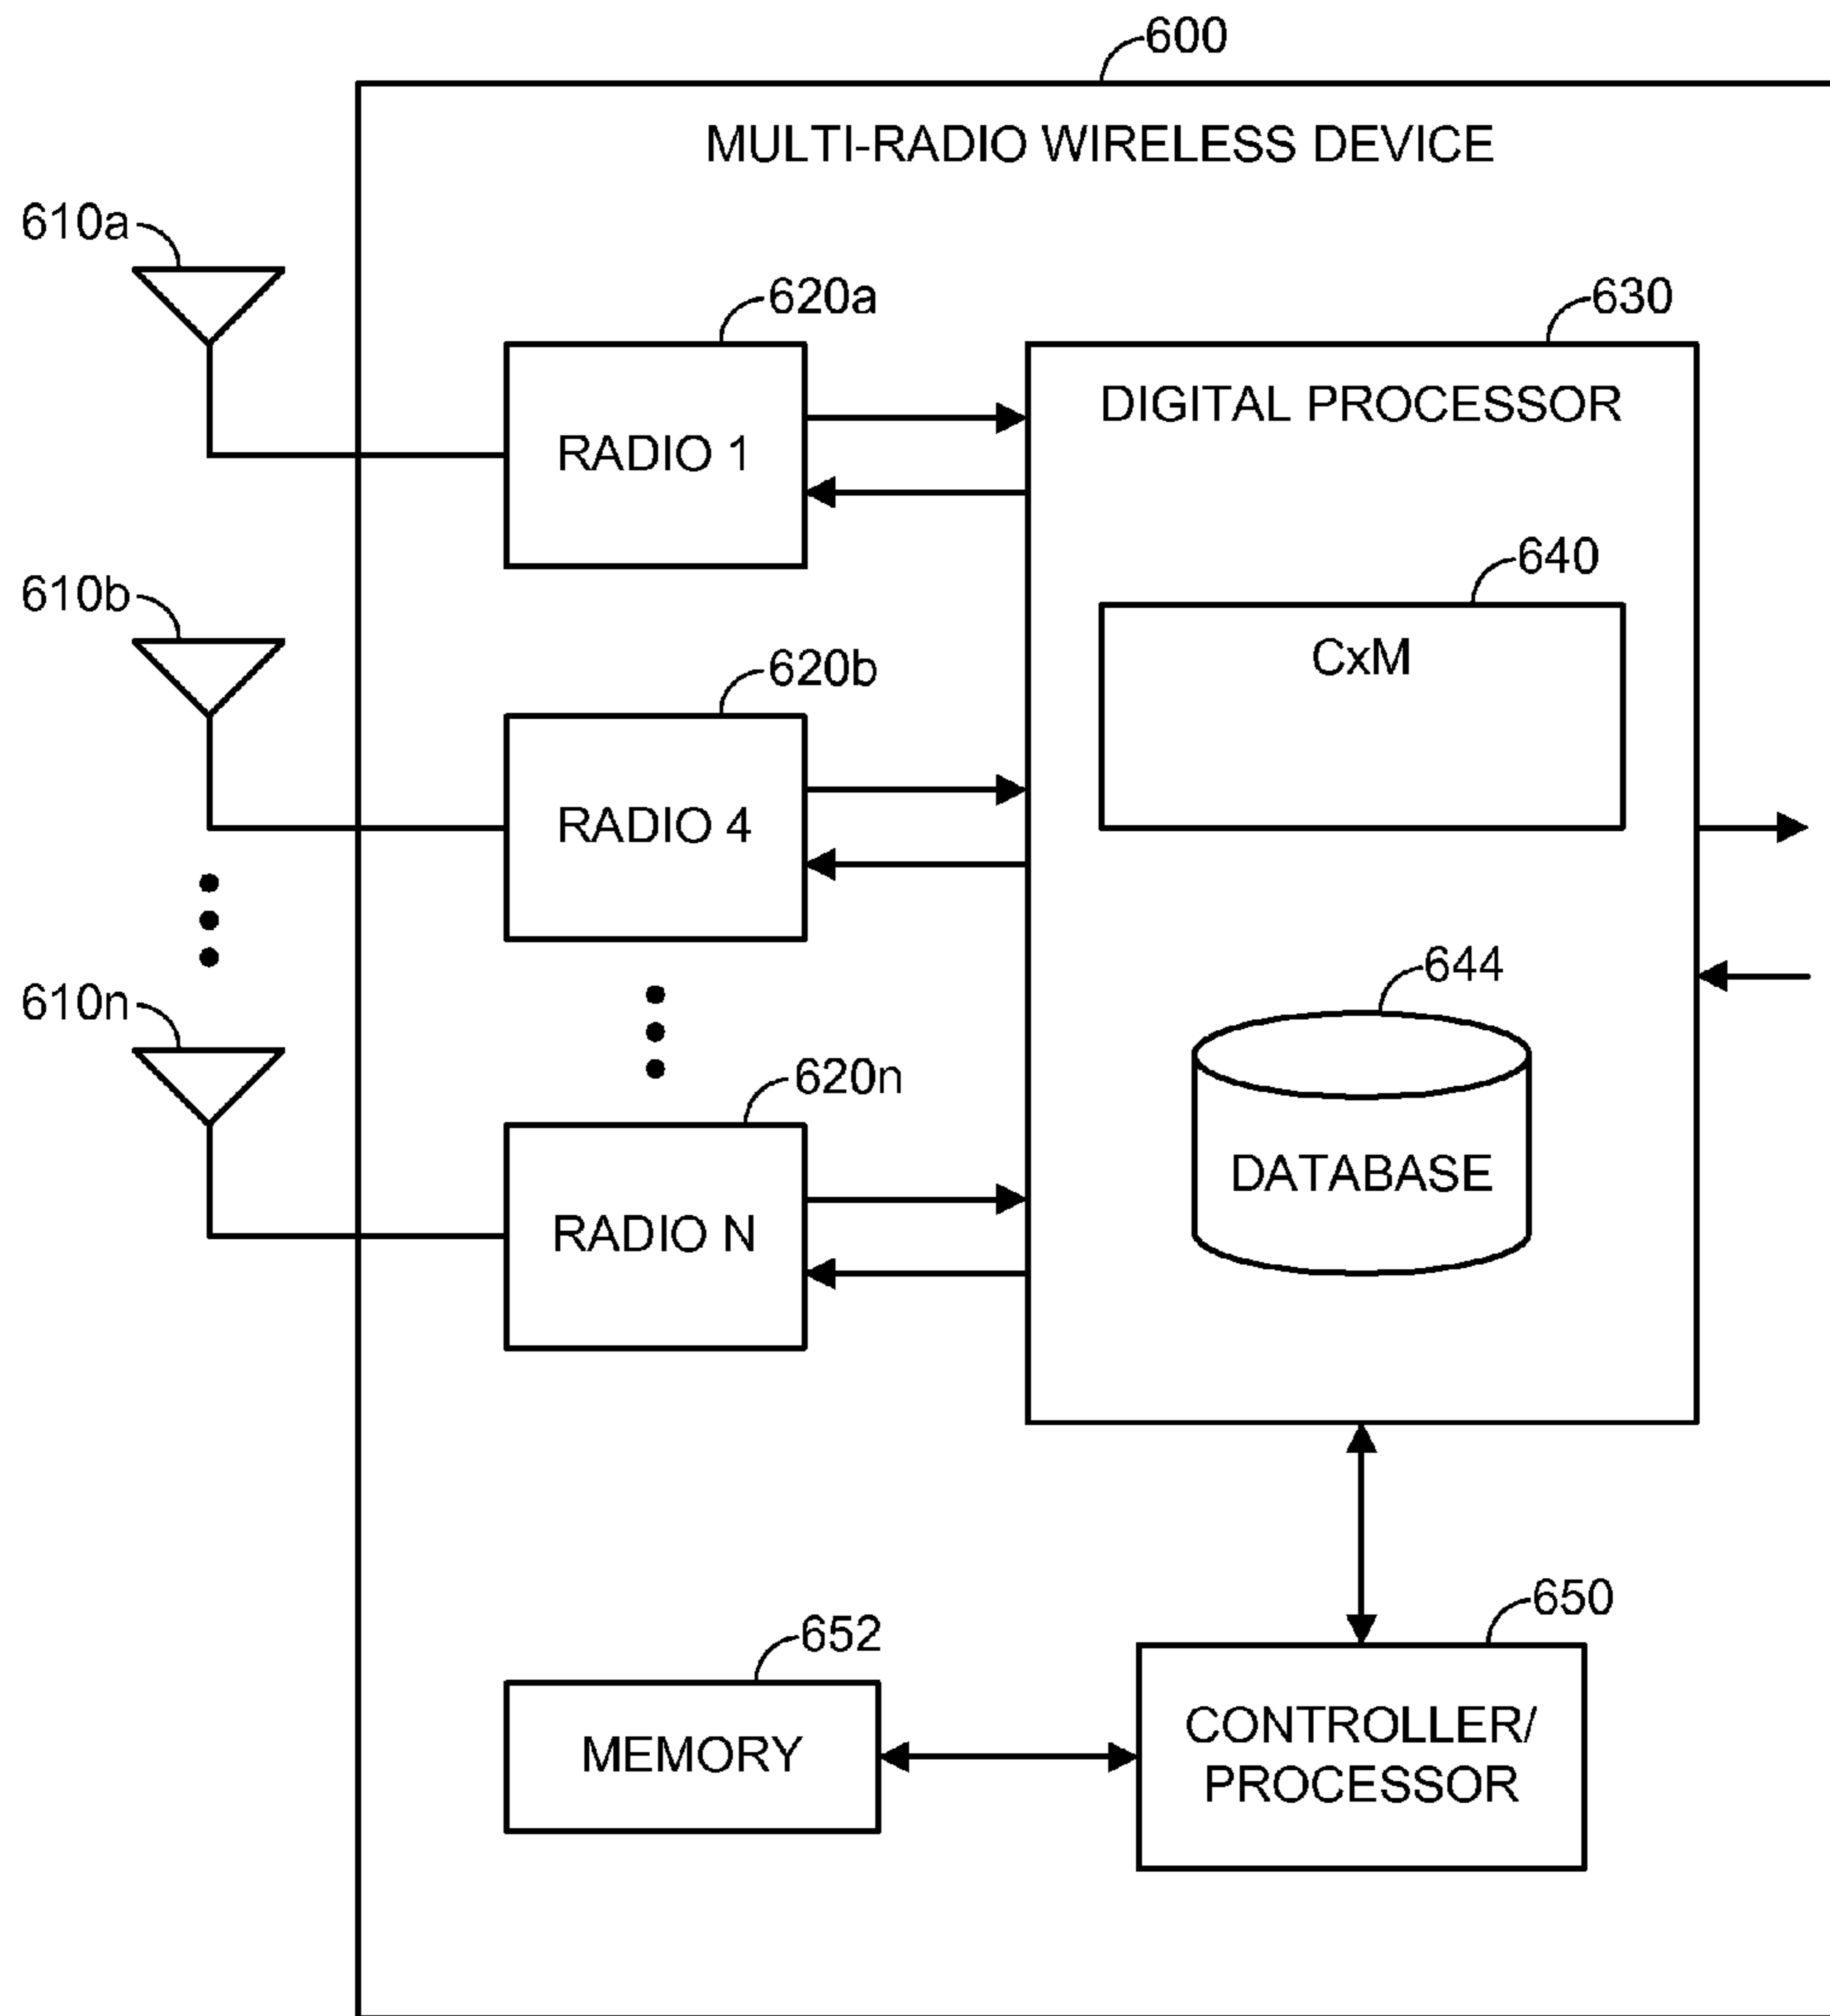 600
MULTI-RADIO WIRELESS DEVICE
610a
620a
630
RADIO 1
DIGITAL PROCESSOR
640
CxM
610b
620b
RADIO 4
644
DATABASE
610n
620n
RADIO N
652
MEMORY
650
CONTROLLER/
PROCESSOR